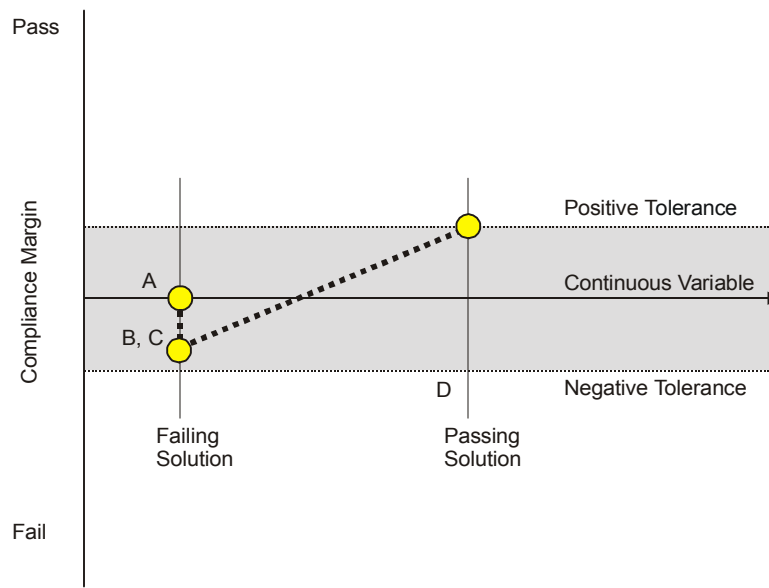 Pass
Compliance Margin
Positive Tolerance
A
Continuous Variable
B, C
D
Negative Tolerance
Failing
Solution
Passing
Solution
Fail